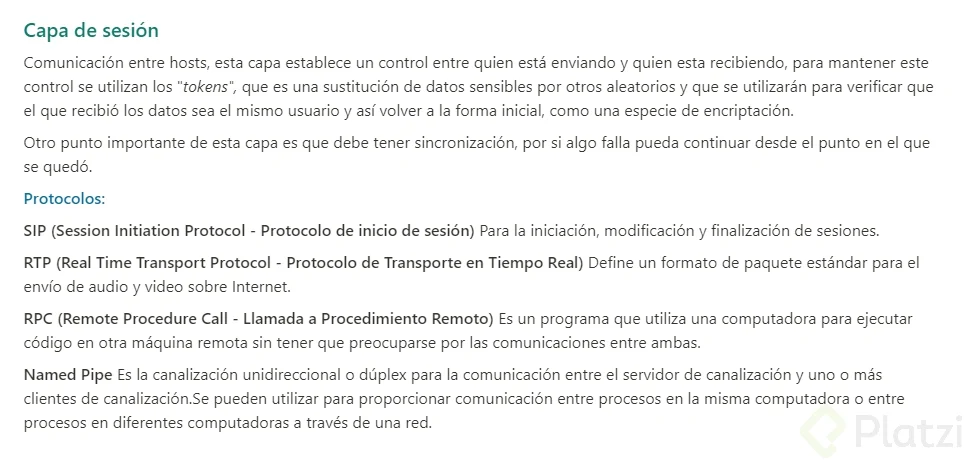 Capa de sesión
Comunicación entre hosts, esta capa establece un control entre quien está enviando y quien esta recibiendo, para mantener este
control se utilizan los "tokens", que es una sustitución de datos sensibles por otros aleatorios y que se utilizarán para verificar que
el que recibió los datos sea el mismo usuario y así volver a la forma inicial, como una especie de encriptación.
Otro punto importante de esta capa es que debe tener sincronización, por si algo falla pueda continuar desde el punto en el que
se quedó.
Protocolos:
SIP (Session Initiation Protocol - Protocolo de inicio de sesión) Para la iniciación, modificación y finalización de sesiones.
RTP (Real Time Transport Protocol - Protocolo de Transporte en Tiempo Real) Define un formato de paquete estándar para el
envío de audio y video sobre Internet.
RPC (Remote Procedure Call - Llamada a Procedimiento Remoto) Es un programa que utiliza una computadora para ejecutar
código en otra máquina remota sin tener que preocuparse por las comunicaciones entre ambas.
Named Pipe Es la canalización unidireccional o dúplex para la comunicación entre el servidor de canalización y uno o más
clientes de canalización.Se pueden utilizar para proporcionar comunicación entre procesos en la misma computadora o entre
procesos en diferentes computadoras a través de una red.
Platzi